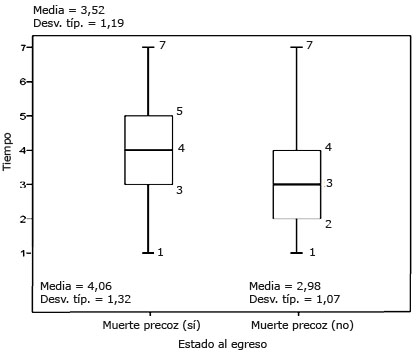 Media = 3,52
Desv. típ. = 1,19
Tiempo
7
6
5
4
3
2
1
7
5
4
3
1
7
4
3
2
1
Media = 4,06
Desv. típ. = 1,32
Media = 2,98
Desv. típ. = 1,07
Muerte precoz (sí)
Muerte precoz (no)
Estado al egreso